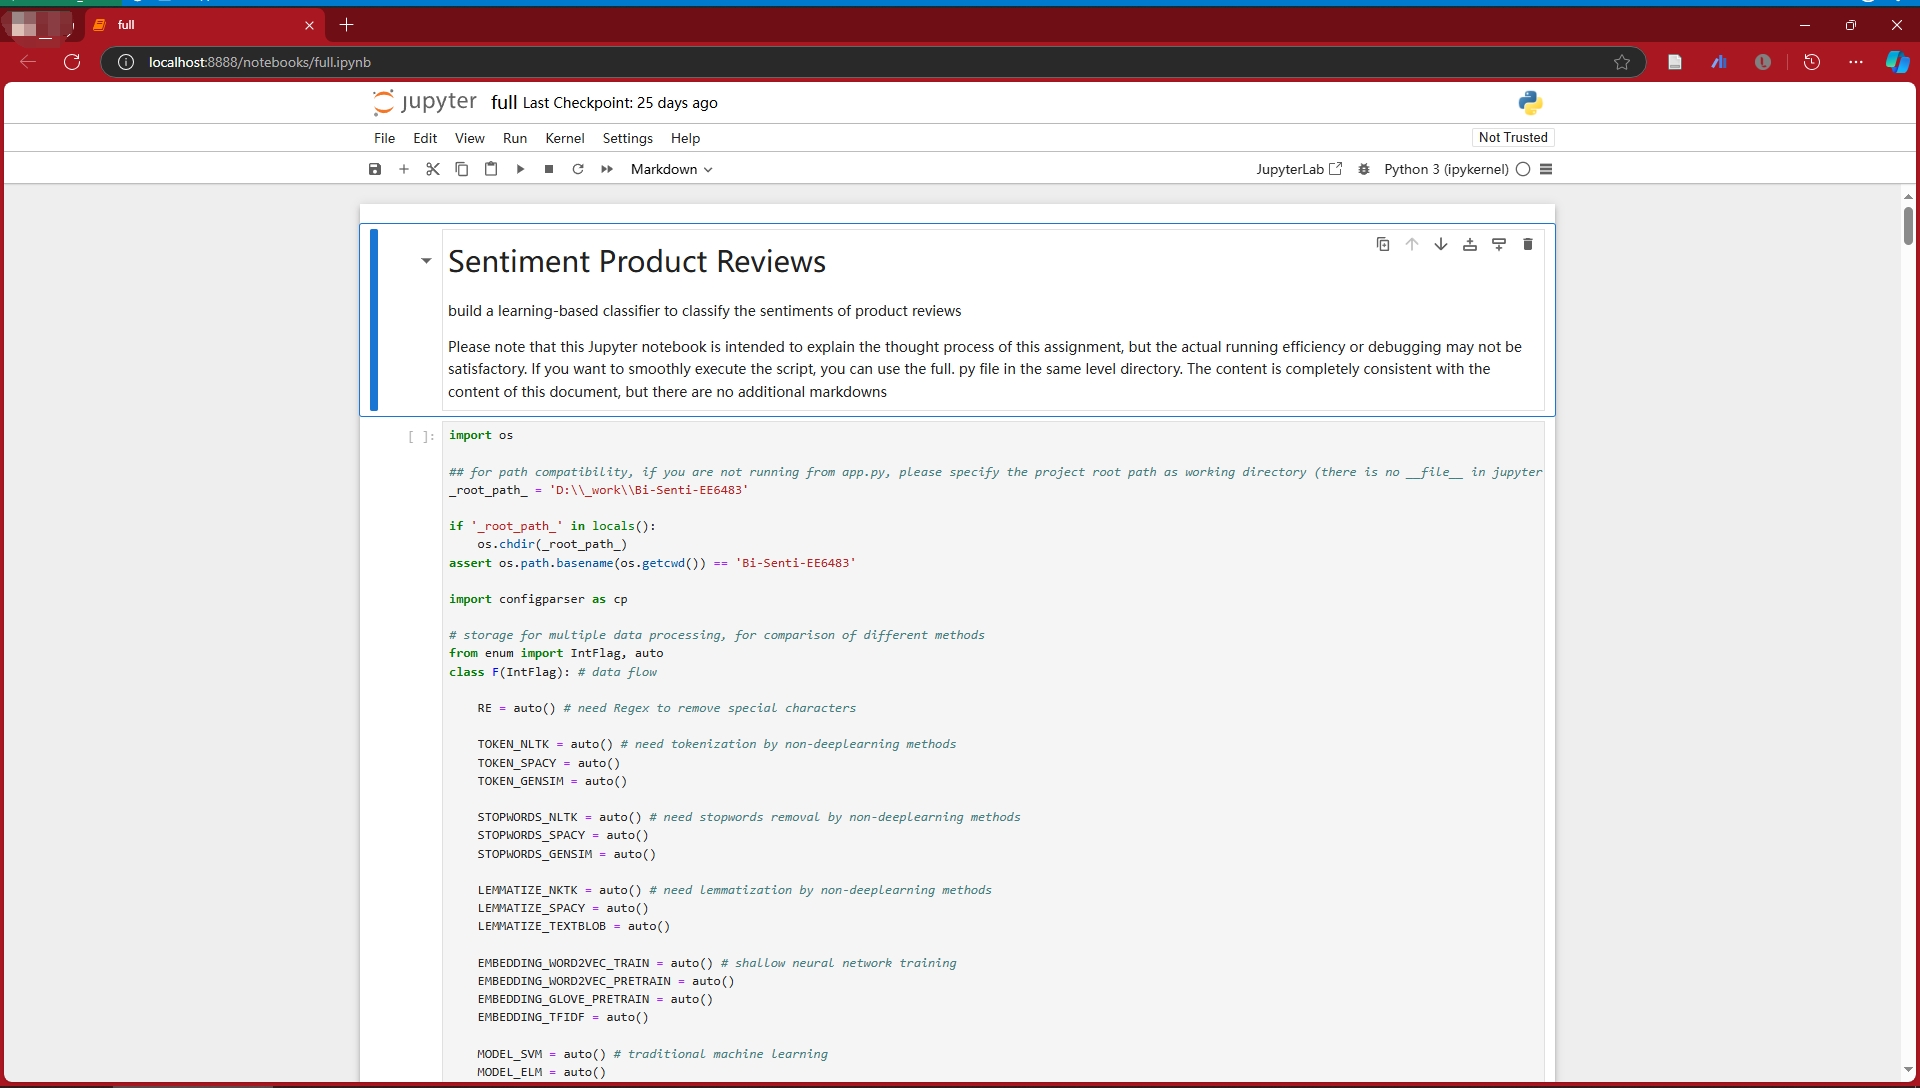 full
localhost:8888/notebooks/full.ipynb
jupyter full Last Checkpoint: 25 days ago
File Edit View Run Kernel Settings Help
Not Trusted
Markdown
JupyterLab
Python 3 (ipykernel)
Sentiment Product Reviews
build a learning-based classifier to classify the sentiments of product reviews
Please note that this Jupyter notebook is intended to explain the thought process of this assignment, but the actual running efficiency or debugging may not be
satisfactory. If you want to smoothly execute the script, you can use the full. py file in the same level directory. The content is completely consistent with the
content of this document, but there are no additional markdowns
[ ]:
import os
## for path compatibility, if you are not running from app.py, please specify the project root path as working directory (there is no __file__ in jupyter
_root_path_ = 'D:\\_work\\Bi-Senti-EE6483'
if '_root_path_' in locals():
    os.chdir(_root_path_)
assert os.path.basename(os.getcwd()) == 'Bi-Senti-EE6483'
import configparser as cp
# storage for multiple data processing, for comparison of different methods
from enum import IntFlag, auto
class F(IntFlag): # data flow
    RE = auto() # need Regex to remove special characters
    TOKEN_NLTK = auto() # need tokenization by non-deeplearning methods
    TOKEN_SPACY = auto()
    TOKEN_GENSIM = auto()
    STOPWORDS_NLTK = auto() # need stopwords removal by non-deeplearning methods
    STOPWORDS_SPACY = auto()
    STOPWORDS_GENSIM = auto()
    LEMMATIZE_NKTK = auto() # need lemmatization by non-deeplearning methods
    LEMMATIZE_SPACY = auto()
    LEMMATIZE_TEXTBLOB = auto()
    EMBEDDING_WORD2VEC_TRAIN = auto() # shallow neural network training
    EMBEDDING_WORD2VEC_PRETRAIN = auto()
    EMBEDDING_GLOVE_PRETRAIN = auto()
    EMBEDDING_TFIDF = auto()
    MODEL_SVM = auto() # traditional machine learning
    MODEL_ELM = auto()